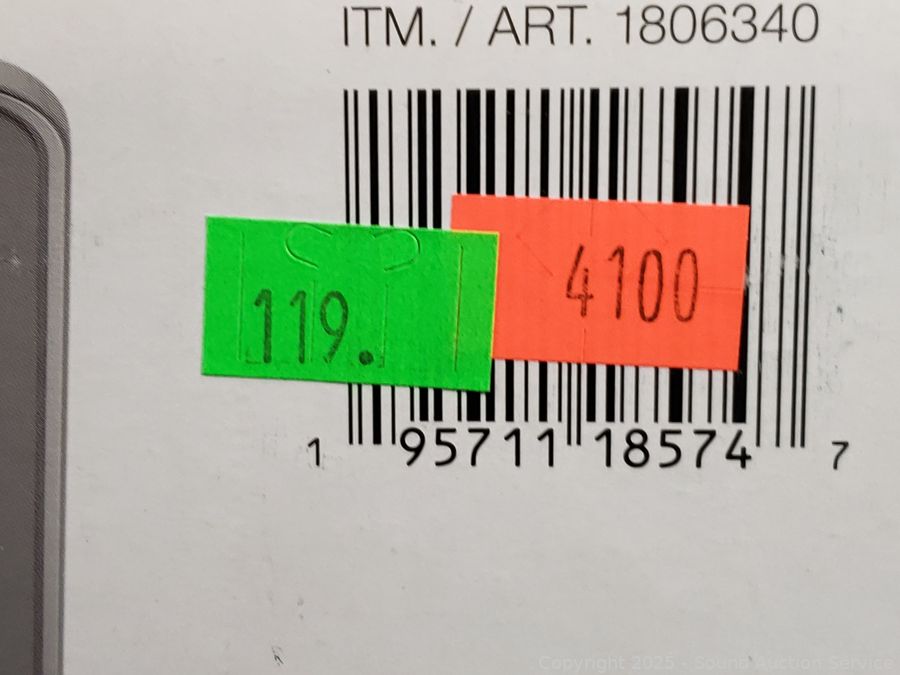 ITM. / ART. 1806340
119.
4100
1 95711 18574 7
Copyright 2025 - Sound Auction Service